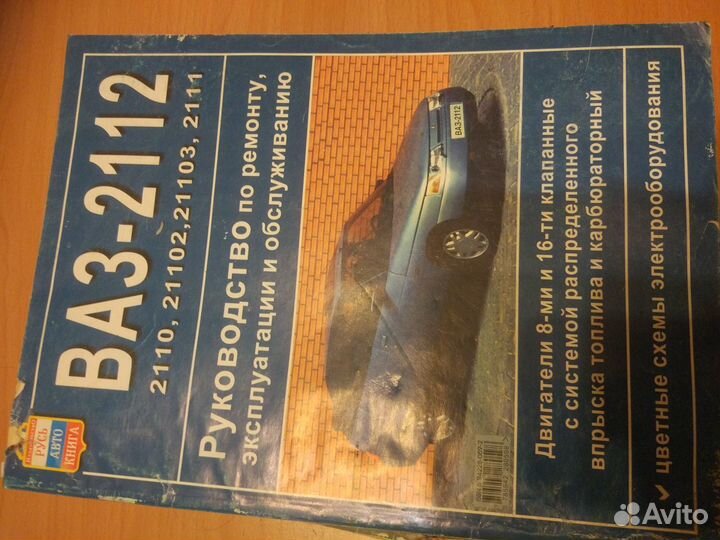 ВАЗ-2112
2110, 21102,21103, 2111
Руководство по ремонту,
эксплуатации и обслуживанию
ВАЗ-2112
Двигатели 8-ми и 16-ти клапанные
с системой распределенного
впрыска топлива и карбюраторный
✓ цветные схемы электрооборудования
РУСЬ
АВТО
КНИГА
Avito